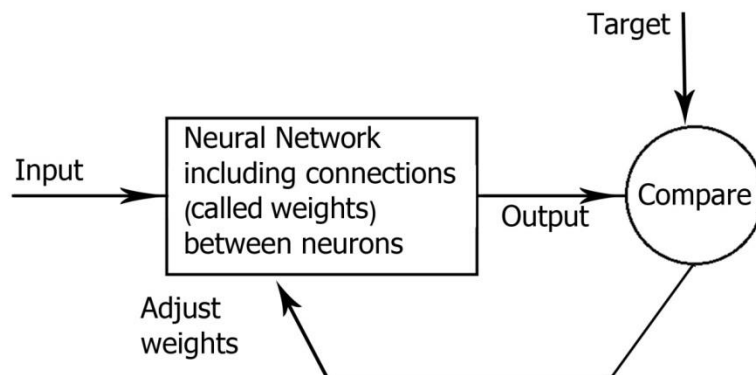 Target
Neural Network
including connections
(called weights)
between neurons
Input
Output
Compare
Adjust
weights